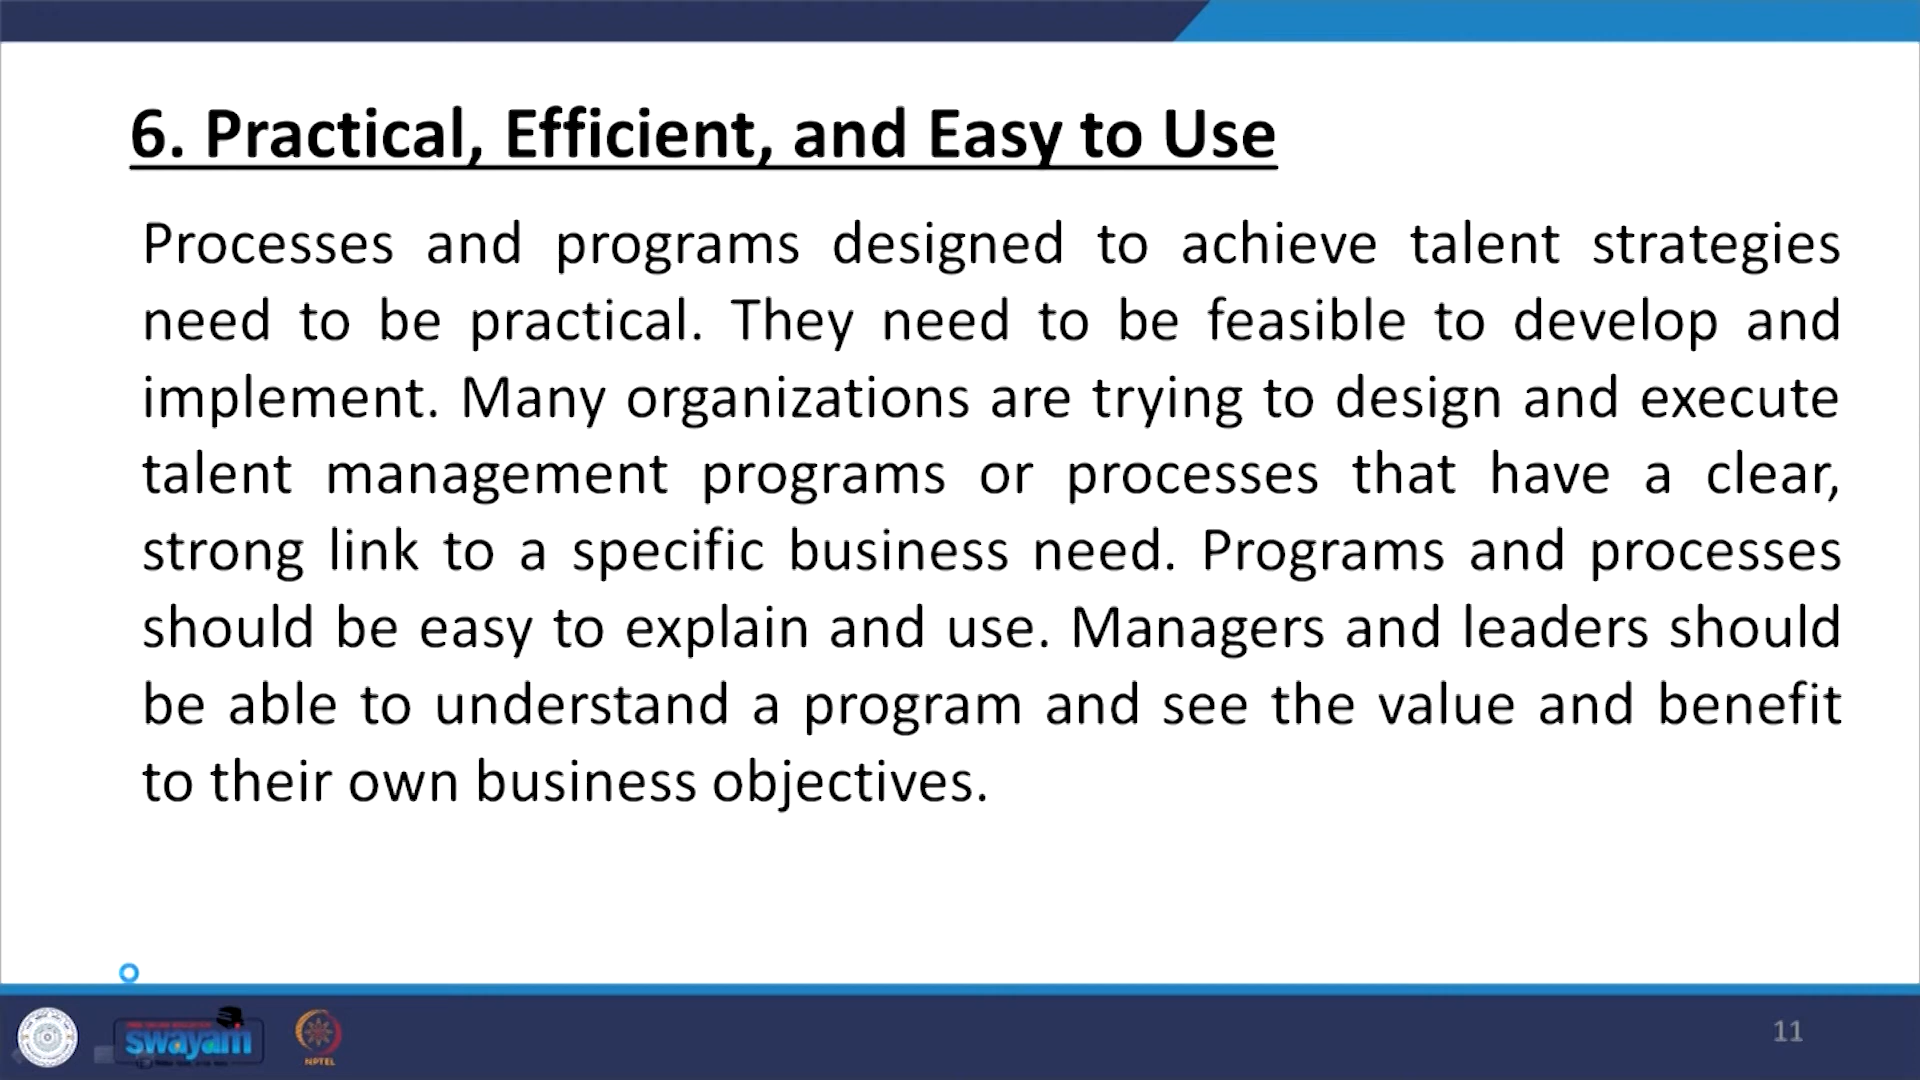 6. Practical, Efficient, and Easy to Use
Processes and programs designed to achieve talent strategies
need to be practical. They need to be feasible to develop and
implement. Many organizations are trying to design and execute
talent management programs or processes that have a clear,
strong link to a specific business need. Programs and processes
should be easy to explain and use. Managers and leaders should
be able to understand a program and see the value and benefit
to their own business objectives.
swayam
NPTEL
11